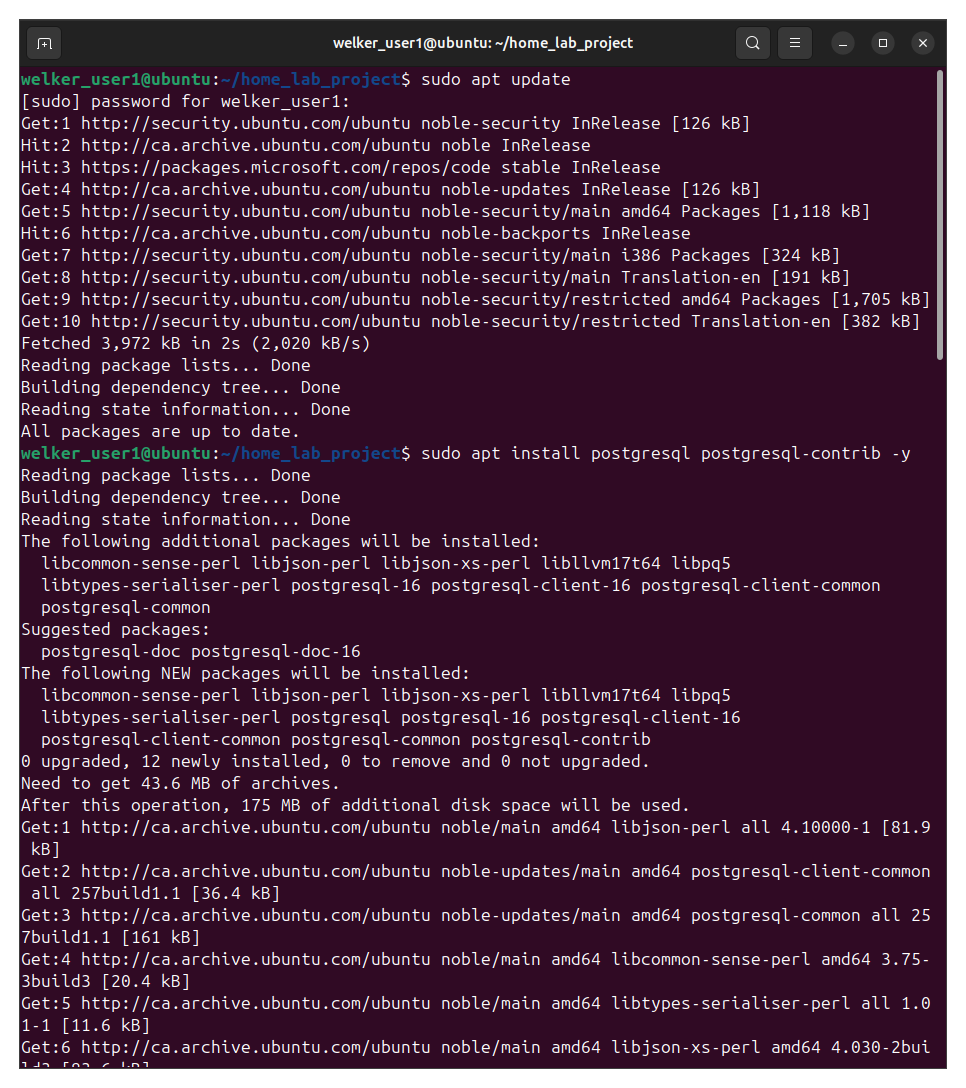 welker_user1@ubuntu: ~/home_lab_project
welker_user1@ubuntu:~/home_lab_project$ sudo apt update
[sudo] password for welker_user1:
Get:1 http://security.ubuntu.com/ubuntu noble-security InRelease [126 kB]
Hit:2 http://ca.archive.ubuntu.com/ubuntu noble InRelease
Hit:3 https://packages.microsoft.com/repos/code stable InRelease
Get:4 http://ca.archive.ubuntu.com/ubuntu noble-updates InRelease [126 kB]
Get:5 http://security.ubuntu.com/ubuntu noble-security/main amd64 Packages [1,118 kB]
Hit:6 http://ca.archive.ubuntu.com/ubuntu noble-backports InRelease
Get:7 http://security.ubuntu.com/ubuntu noble-security/main i386 Packages [324 kB]
Get:8 http://security.ubuntu.com/ubuntu noble-security/main Translation-en [191 kB]
Get:9 http://security.ubuntu.com/ubuntu noble-security/restricted amd64 Packages [1,705 kB]
Get:10 http://security.ubuntu.com/ubuntu noble-security/restricted Translation-en [382 kB]
Fetched 3,972 kB in 2s (2,020 kB/s)
Reading package lists... Done
Building dependency tree... Done
Reading state information... Done
All packages are up to date.
welker_user1@ubuntu:~/home_lab_project$ sudo apt install postgresql postgresql-contrib -y
Reading package lists... Done
Building dependency tree... Done
Reading state information... Done
The following additional packages will be installed:
  libcommon-sense-perl libjson-perl libjson-xs-perl libllvm17t64 libpq5
  libtypes-serialiser-perl postgresql-16 postgresql-client-16 postgresql-client-common
  postgresql-common
Suggested packages:
  postgresql-doc postgresql-doc-16
The following NEW packages will be installed:
  libcommon-sense-perl libjson-perl libjson-xs-perl libllvm17t64 libpq5
  libtypes-serialiser-perl postgresql postgresql-16 postgresql-client-16
  postgresql-client-common postgresql-common postgresql-contrib
0 upgraded, 12 newly installed, 0 to remove and 0 not upgraded.
Need to get 43.6 MB of archives.
After this operation, 175 MB of additional disk space will be used.
Get:1 http://ca.archive.ubuntu.com/ubuntu noble/main amd64 libjson-perl all 4.10000-1 [81.9
 kB]
Get:2 http://ca.archive.ubuntu.com/ubuntu noble-updates/main amd64 postgresql-client-common
 all 257build1.1 [36.4 kB]
Get:3 http://ca.archive.ubuntu.com/ubuntu noble-updates/main amd64 postgresql-common all 25
7build1.1 [161 kB]
Get:4 http://ca.archive.ubuntu.com/ubuntu noble/main amd64 libcommon-sense-perl amd64 3.75-
3build3 [20.4 kB]
Get:5 http://ca.archive.ubuntu.com/ubuntu noble/main amd64 libtypes-serialiser-perl all 1.0
1-1 [11.6 kB]
Get:6 http://ca.archive.ubuntu.com/ubuntu noble/main amd64 libjson-xs-perl amd64 4.030-2bui